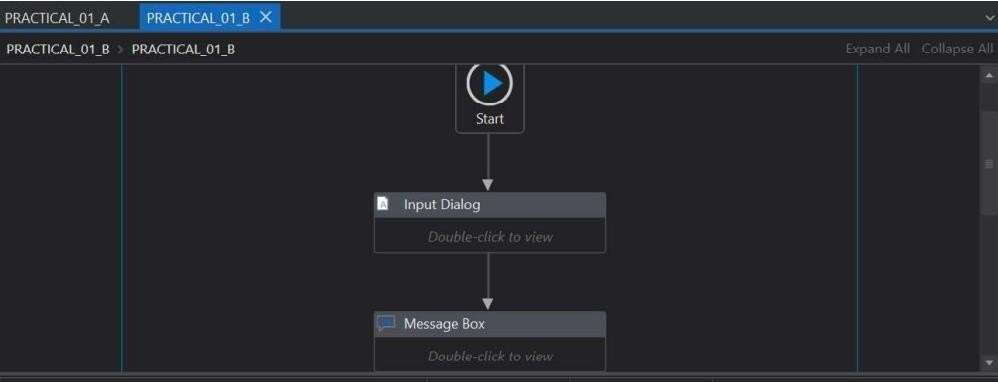 PRACTICAL_01_A PRACTICAL_01_B
PRACTICAL_01_B > PRACTICAL_01_B Expand All Collapse All
Start
Input Dialog
Double-click to view
Message Box
Double-click to view